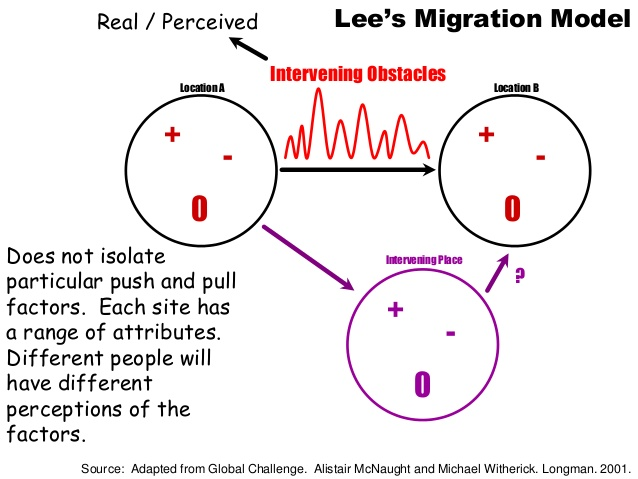 Real / Perceived
Lee's Migration Model
Intervening Obstacles
Location A
Location B
+
-
0
+
-
0
Intervening Place
?
+
-
0
Does not isolate
particular push and pull
factors. Each site has
a range of attributes.
Different people will
have different
perceptions of the
factors.
Source: Adapted from Global Challenge. Alistair McNaught and Michael Witherick. Longman. 2001.